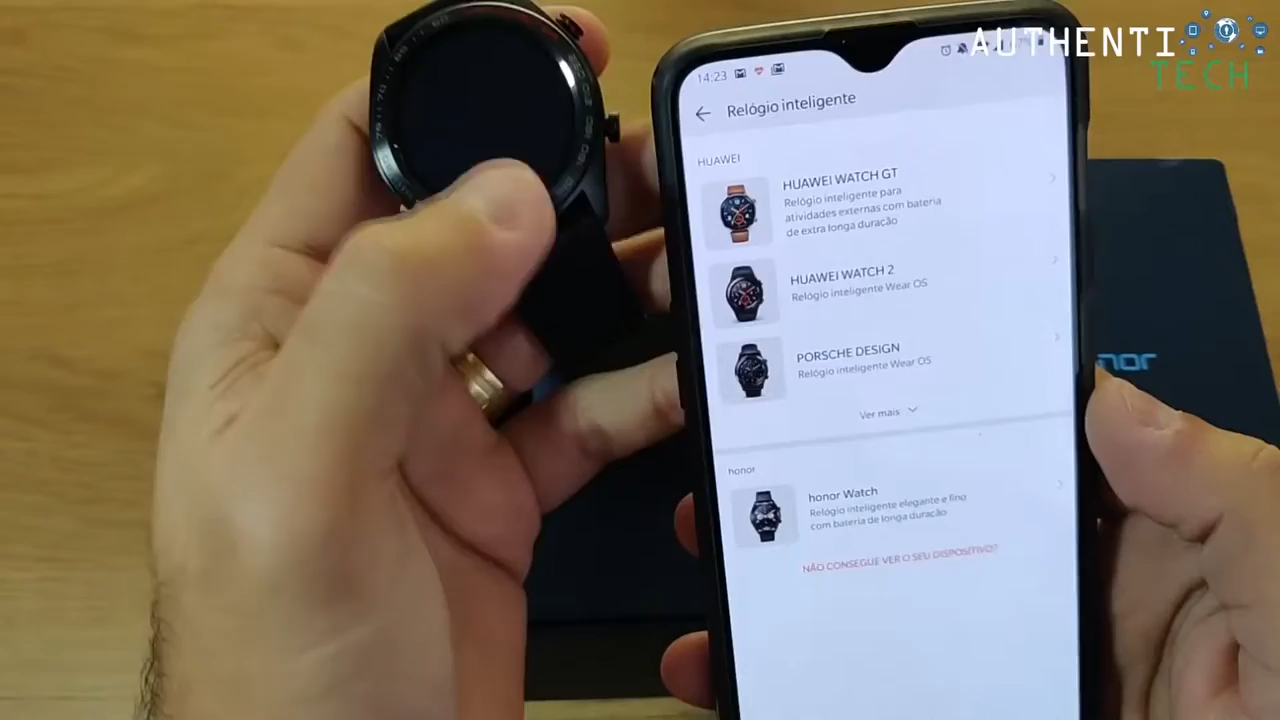 AUTHENTI
TECH
14:23
Relógio inteligente
HUAWEI
HUAWEI WATCH GT
Relógio inteligente para
atividades externas com bateria
de extra longa duração
HUAWEI WATCH 2
Relógio inteligente Wear OS
PORSCHE DESIGN
Relógio inteligente Wear OS
Ver mais
honor
honor Watch
Relógio inteligente elegante e fino
com bateria de longa duração
NÃO CONSEGUE VER O SEU DISPOSITIVO?